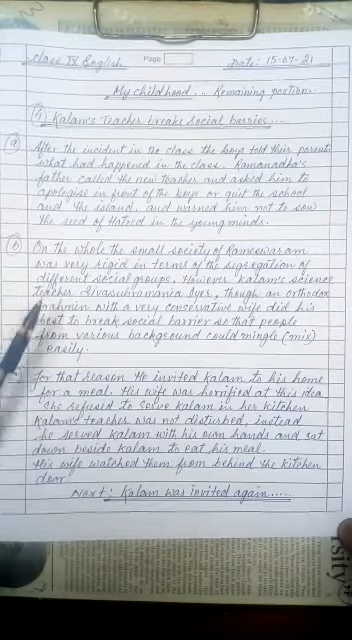 Class IX English Page Date: 15-07-21
My childhood... Remaining portion..
4 Kalam's Teacher breaks Social barrier....
a After the incident in the class the boys told their parents
what had happened in the class. Ramanadha's
father called the new teacher and asked him to
apologise in front of the boys or quit the school
and the island, and warned him not to sow
the seed of Hatred in the young minds.
b On the whole the small society of Rameswaram
was very rigid in terms of the segregation of
different social groups. However Kalam's science
teacher Sivasubramania Iyer, though an orthodox
Brahmin with a very conservative wife did his
best to break social barrier so that people
from various background could mingle (mix)
easily.
For that reason He invited Kalam to his home
for a meal. His wife was horrified at this idea
She refused to serve Kalam in her kitchen
Kalam's teacher was not disturbed, instead
he served Kalam with his own hands and sat
down beside Kalam to eat his meal.
His wife watched them from behind the kitchen
door
Next: Kalam was invited again.....